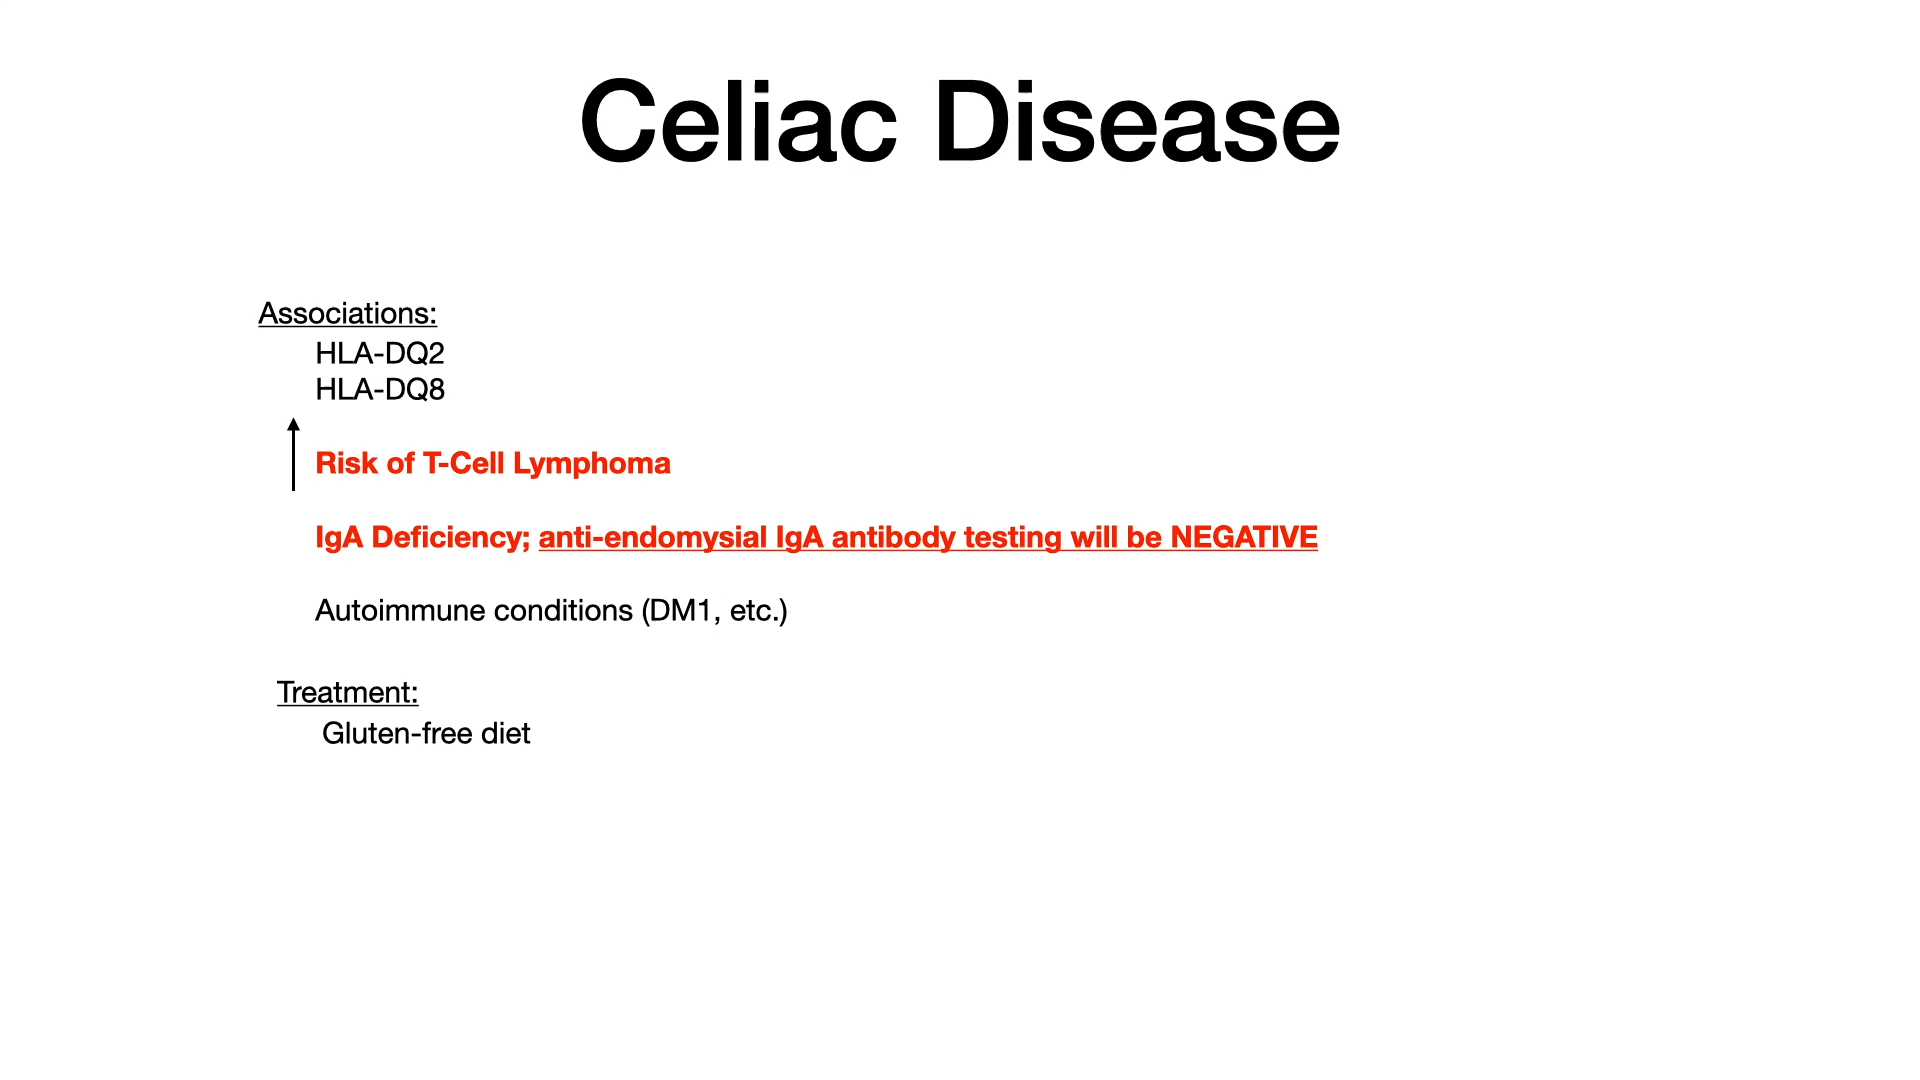 Celiac Disease
Associations:
HLA-DQ2
HLA-DQ8
Risk of T-Cell Lymphoma
IgA Deficiency; anti-endomysial IgA antibody testing will be NEGATIVE
Autoimmune conditions (DM1, etc.)
Treatment:
Gluten-free diet